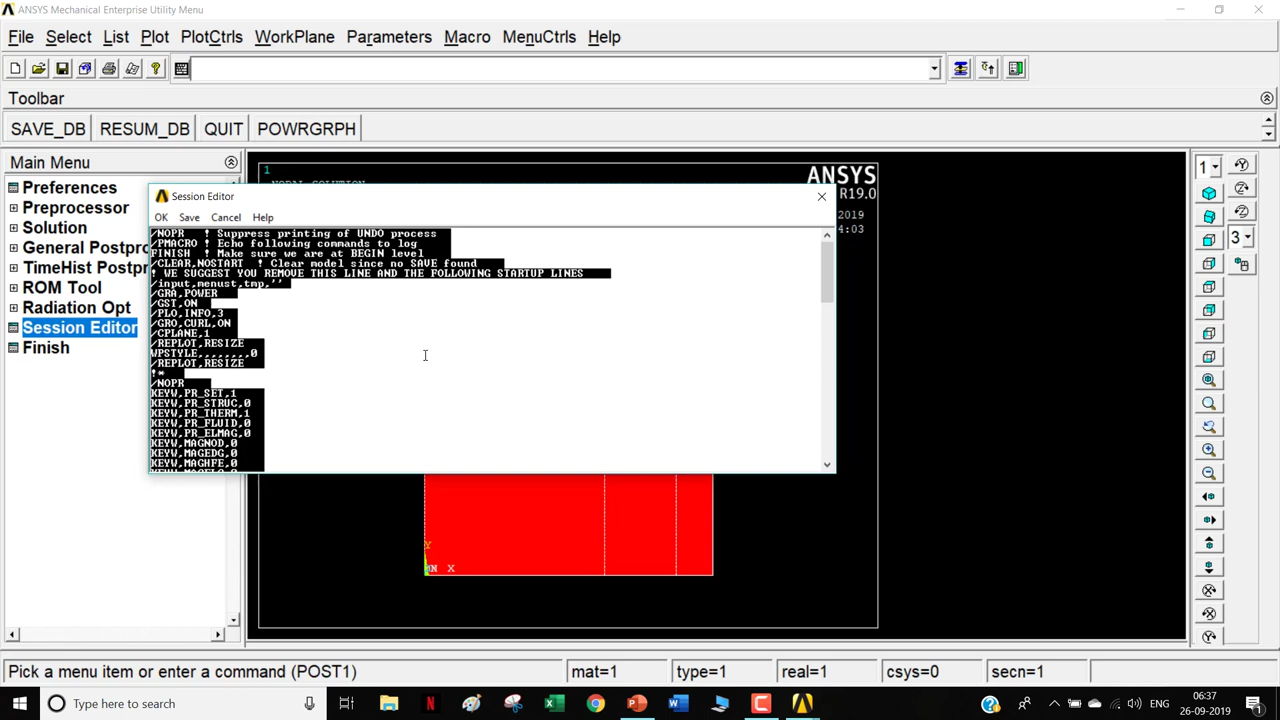 ANSYS Mechanical Enterprise Utility Menu
File Select List Plot PlotCtrls WorkPlane Parameters Macro MenuCtrls Help
Toolbar
SAVE_DB RESUM_DB QUIT POWRGRPH
Main Menu
Preferences
Preprocessor
Solution
General Postpr
TimeHist Postp
ROM Tool
Radiation Opt
Session Editor
Finish
1
NODAL SOLUTION
ANSYS
R19.0
2019
4:03
Session Editor
OK Save Cancel Help
/NOPR ! Suppress printing of UNDO process
/PMACRO ! Echo following commands to log
FINISH ! Make sure we are at BEGIN level
/CLEAR,NOSTART ! Clear model since no SAVE found
! WE SUGGEST YOU REMOVE THIS LINE AND THE FOLLOWING STARTUP LINES
/input,menust,tmp,''
/GRA,POWER
/GST,ON
/PLO,INFO,3
/GRO,CURL,ON
/CPLANE,1
/REPLOT,RESIZE
WPSTYLE,,,,,,,,0
/REPLOT,RESIZE
!*
/NOPR
KEYW,PR_SET,1
KEYW,PR_STRUC,0
KEYW,PR_THERM,1
KEYW,PR_FLUID,0
KEYW,PR_ELMAG,0
KEYW,MAGNOD,0
KEYW,MAGEDG,0
KEYW,MAGHFE,0
Y
MN X
1
3
Pick a menu item or enter a command (POST1) mat=1 type=1 real=1 csys=0 secn=1
Type here to search
ENG
06:37
26-09-2019
1